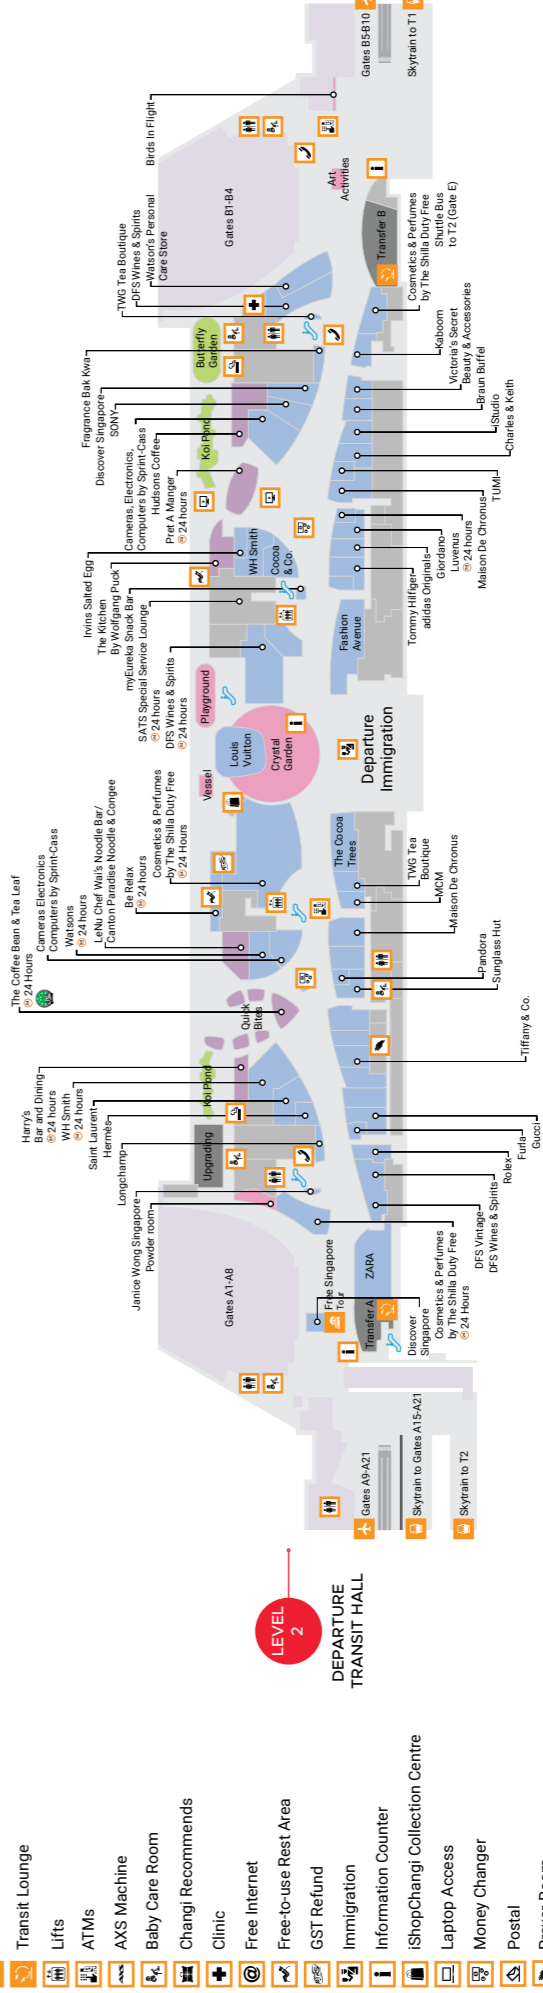 Transit Lounge
Lifts
ATMs
AXS Machine
Baby Care Room
Changi Recommends
Clinic
Free Internet
Free-to-use Rest Area
GST Refund
Immigration
Information Counter
iShopChangi Collection Centre
Laptop Access
Money Changer
Postal
LEVEL
2
DEPARTURE
TRANSIT HALL
Gates A9-A21
Skytrain to Gates A15-A21
Skytrain to T2
Gates A1-A8
Free Singapore
Tour
Transfer A
ZARA
Discover
Singapore
Cosmetics & Perfumes
by The Shilla Duty Free
24 Hours
DFS Vintage
DFS Wines & Spirits
Rolex
Furla
Gucci
Tiffany & Co.
Janice Wong Singapore
Powder room
Longchamp
Upgrading
Harry's
Bar and Dining
24 hours
WH Smith
24 hours
Saint Laurent
Hermès
Koi Pond
Quick
Bites
The Coffee Bean & Tea Leaf
24 Hours
Cameras Electronics
Computers by Sprint-Cass
Watsons
24 hours
LeNu Chef Wai's Noodle Bar/
Canton Paradise Noodle & Congee
Be Relax
24 hours
Cosmetics & Perfumes
by The Shilla Duty Free
24 Hours
Sunglass Hut
Pandora
Maison De Chronus
MCM
TWG Tea
Boutique
The Cocoa
Trees
Vessel
Louis
Vuitton
Crystal
Garden
Departure
Immigration
Playground
DFS Wines & Spirits
24 hours
SATS Special Service Lounge
24 hours
myEureka Snack Bar
The Kitchen
By Wolfgang Puck
Irvins Salted Egg
WH Smith
Cocoa
& Co.
Fashion
Avenue
Tommy Hilfiger
adidas Originals
Giordano
Luvenus
24 hours
Maison De Chronus
TUMI
Charles & Keith
iStudio
Braun Buffel
Victoria's Secret
Beauty & Accessories
Kaboom
Pret A Manger
24 hours
Hudsons Coffee
Cameras, Electronics,
Computers by Sprint-Cass
Koi Pond
SONY
Discover Singapore
Fragrance Bak Kwa
Butterfly
Garden
TWG Tea Boutique
DFS Wines & Spirits
Watson's Personal
Care Store
Cosmetics & Perfumes
by The Shilla Duty Free
Shuttle Bus
to T2 (Gate E)
Transfer B
Gates B1-B4
Art
Activities
Birds In Flight
Gates B5-B10
Skytrain to T1